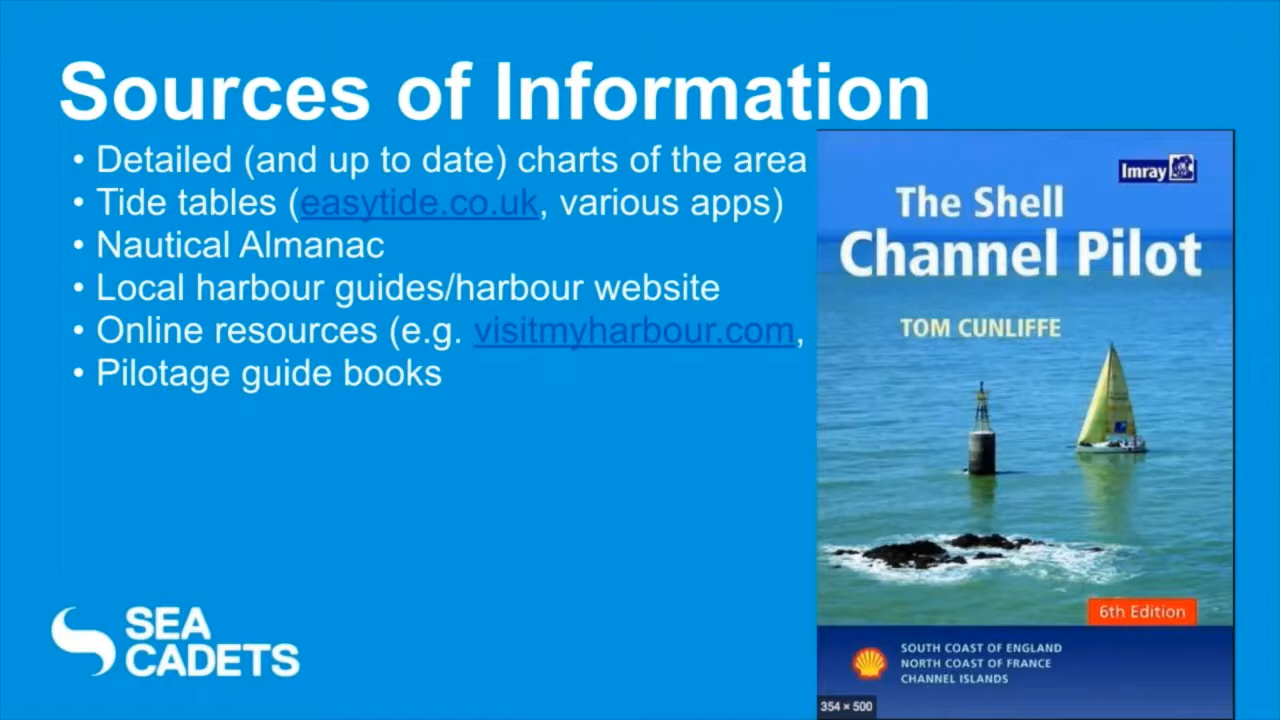 Sources of Information
• Detailed (and up to date) charts of the area
• Tide tables (easytide.co.uk, various apps)
• Nautical Almanac
• Local harbour guides/harbour website
• Online resources (e.g. visitmyharbour.com,
• Pilotage guide books
Imray
The Shell
Channel Pilot
TOM CUNLIFFE
6th Edition
SOUTH COAST OF ENGLAND
NORTH COAST OF FRANCE
CHANNEL ISLANDS
354 × 500
SEA
CADETS